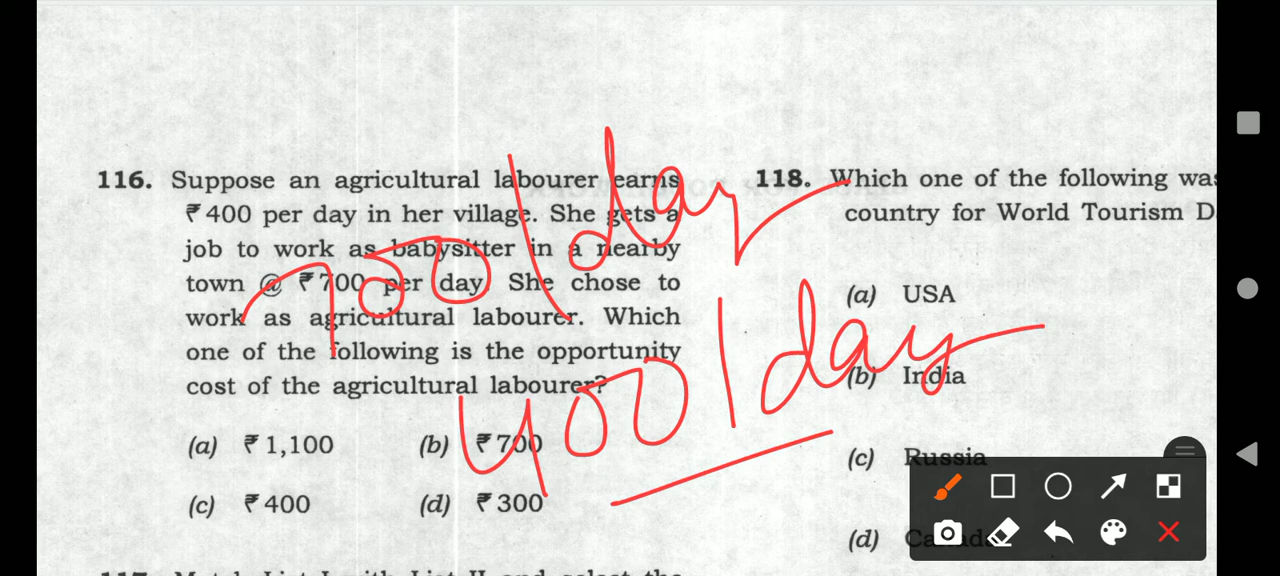 116. Suppose an agricultural labourer earns
₹ 400 per day in her village. She gets a
job to work as babysitter in a nearby
town @ ₹ 700 per day. She chose to
work as agricultural labourer. Which
one of the following is the opportunity
cost of the agricultural labourer?
(a) ₹ 1,100 (b) ₹ 700
(c) ₹ 400 (d) ₹ 300
700/day
400/day
118. Which one of the following was
country for World Tourism D
(a) USA
(b) India
(c) Russia
(d)